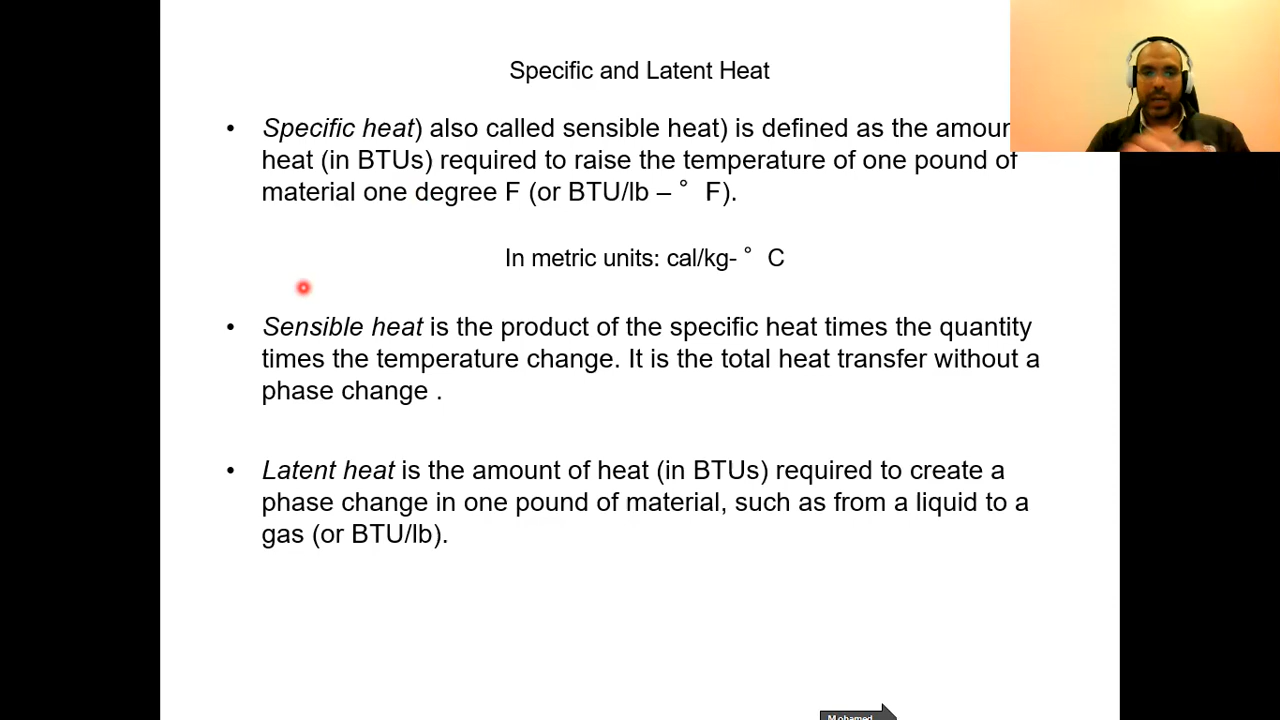 Specific and Latent Heat
• Specific heat) also called sensible heat) is defined as the amour
heat (in BTUs) required to raise the temperature of one pound of
material one degree F (or BTU/lb – ° F).
In metric units: cal/kg- ° C
• Sensible heat is the product of the specific heat times the quantity
times the temperature change. It is the total heat transfer without a
phase change .
• Latent heat is the amount of heat (in BTUs) required to create a
phase change in one pound of material, such as from a liquid to a
gas (or BTU/lb).
Mohamed